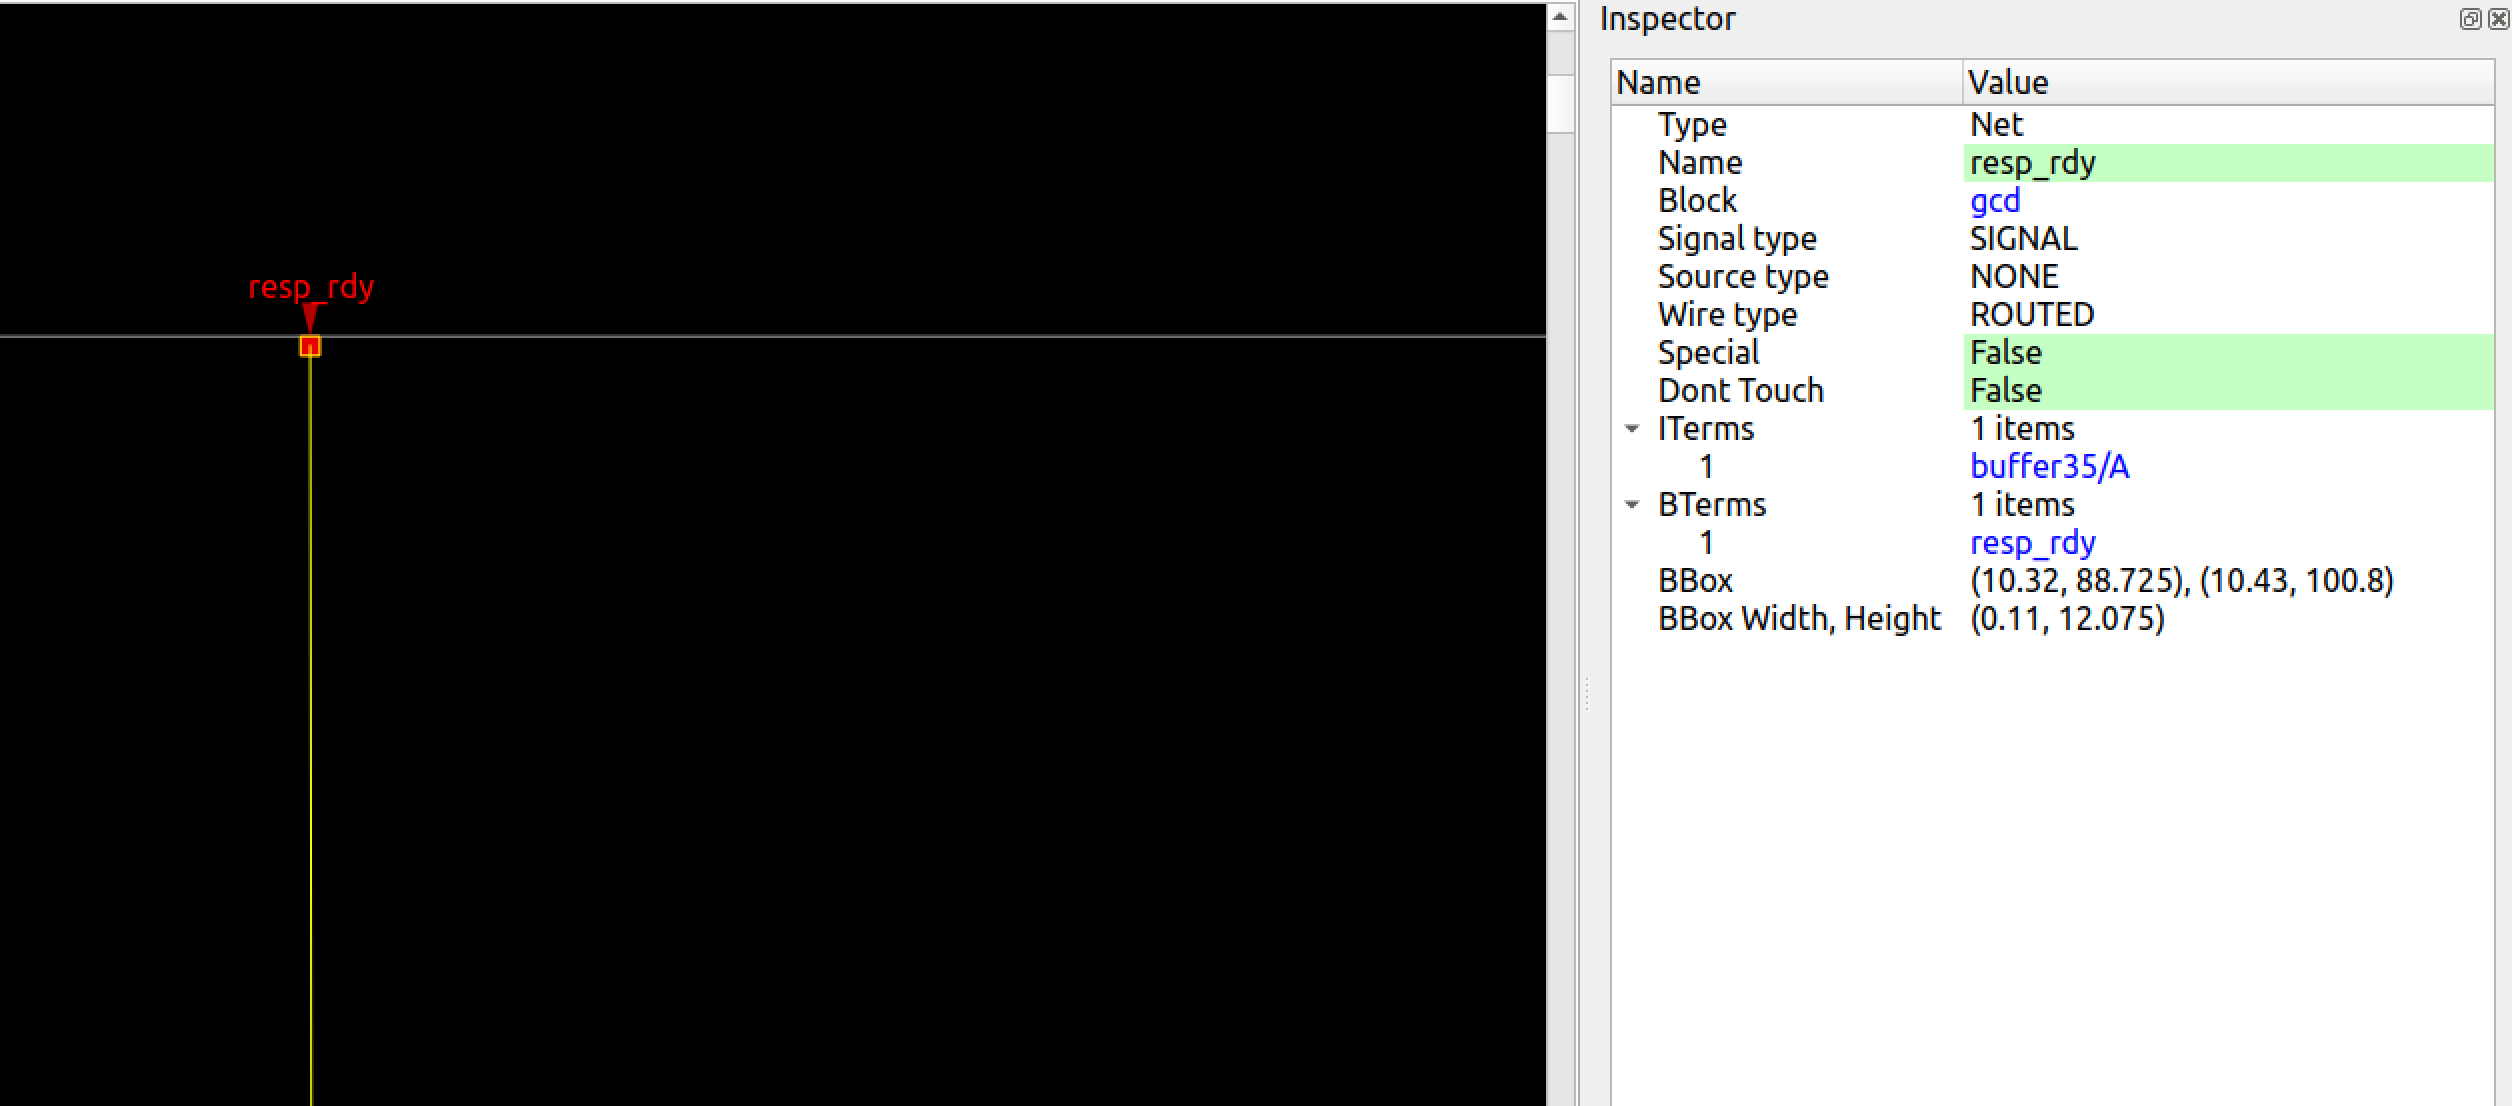 resp_rdy
Inspector
Name Value
Type Net
Name resp_rdy
Block gcd
Signal type SIGNAL
Source type NONE
Wire type ROUTED
Special False
Dont Touch False
ITerms 1 items
1 buffer35/A
BTerms 1 items
1 resp_rdy
BBox (10.32, 88.725), (10.43, 100.8)
BBox Width, Height (0.11, 12.075)